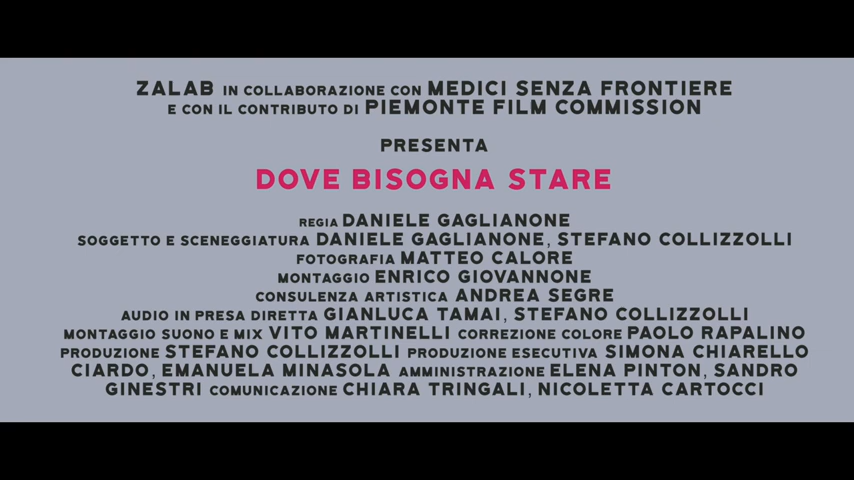 ZALAB IN COLLABORAZIONE CON MEDICI SENZA FRONTIERE
E CON IL CONTRIBUTO DI PIEMONTE FILM COMMISSION
PRESENTA
DOVE BISOGNA STARE
REGIA DANIELE GAGLIANONE
SOGGETTO E SCENEGGIATURA DANIELE GAGLIANONE, STEFANO COLLIZZOLLI
FOTOGRAFIA MATTEO CALORE
MONTAGGIO ENRICO GIOVANNONE
CONSULENZA ARTISTICA ANDREA SEGRE
AUDIO IN PRESA DIRETTA GIANLUCA TAMAI, STEFANO COLLIZZOLLI
MONTAGGIO SUONO E MIX VITO MARTINELLI CORREZIONE COLORE PAOLO RAPALINO
PRODUZIONE STEFANO COLLIZZOLLI PRODUZIONE ESECUTIVA SIMONA CHIARELLO
CIARDO, EMANUELA MINASOLA AMMINISTRAZIONE ELENA PINTON, SANDRO
GINESTRI COMUNICAZIONE CHIARA TRINGALI, NICOLETTA CARTOCCI